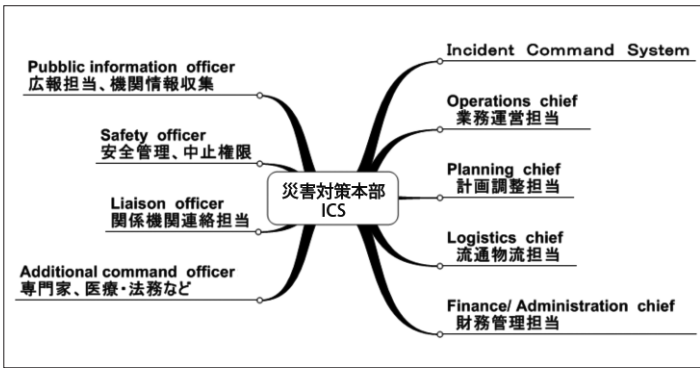 Pubblic information officer
広報担当、機関情報収集
Safety officer
安全管理、中止権限
Liaison officer
関係機関連絡担当
Additional command officer
専門家、医療・法務など
災害対策本部
ICS
Incident Command System
Operations chief
業務運営担当
Planning chief
計画調整担当
Logistics chief
流通物流担当
Finance/ Administration chief
財務管理担当